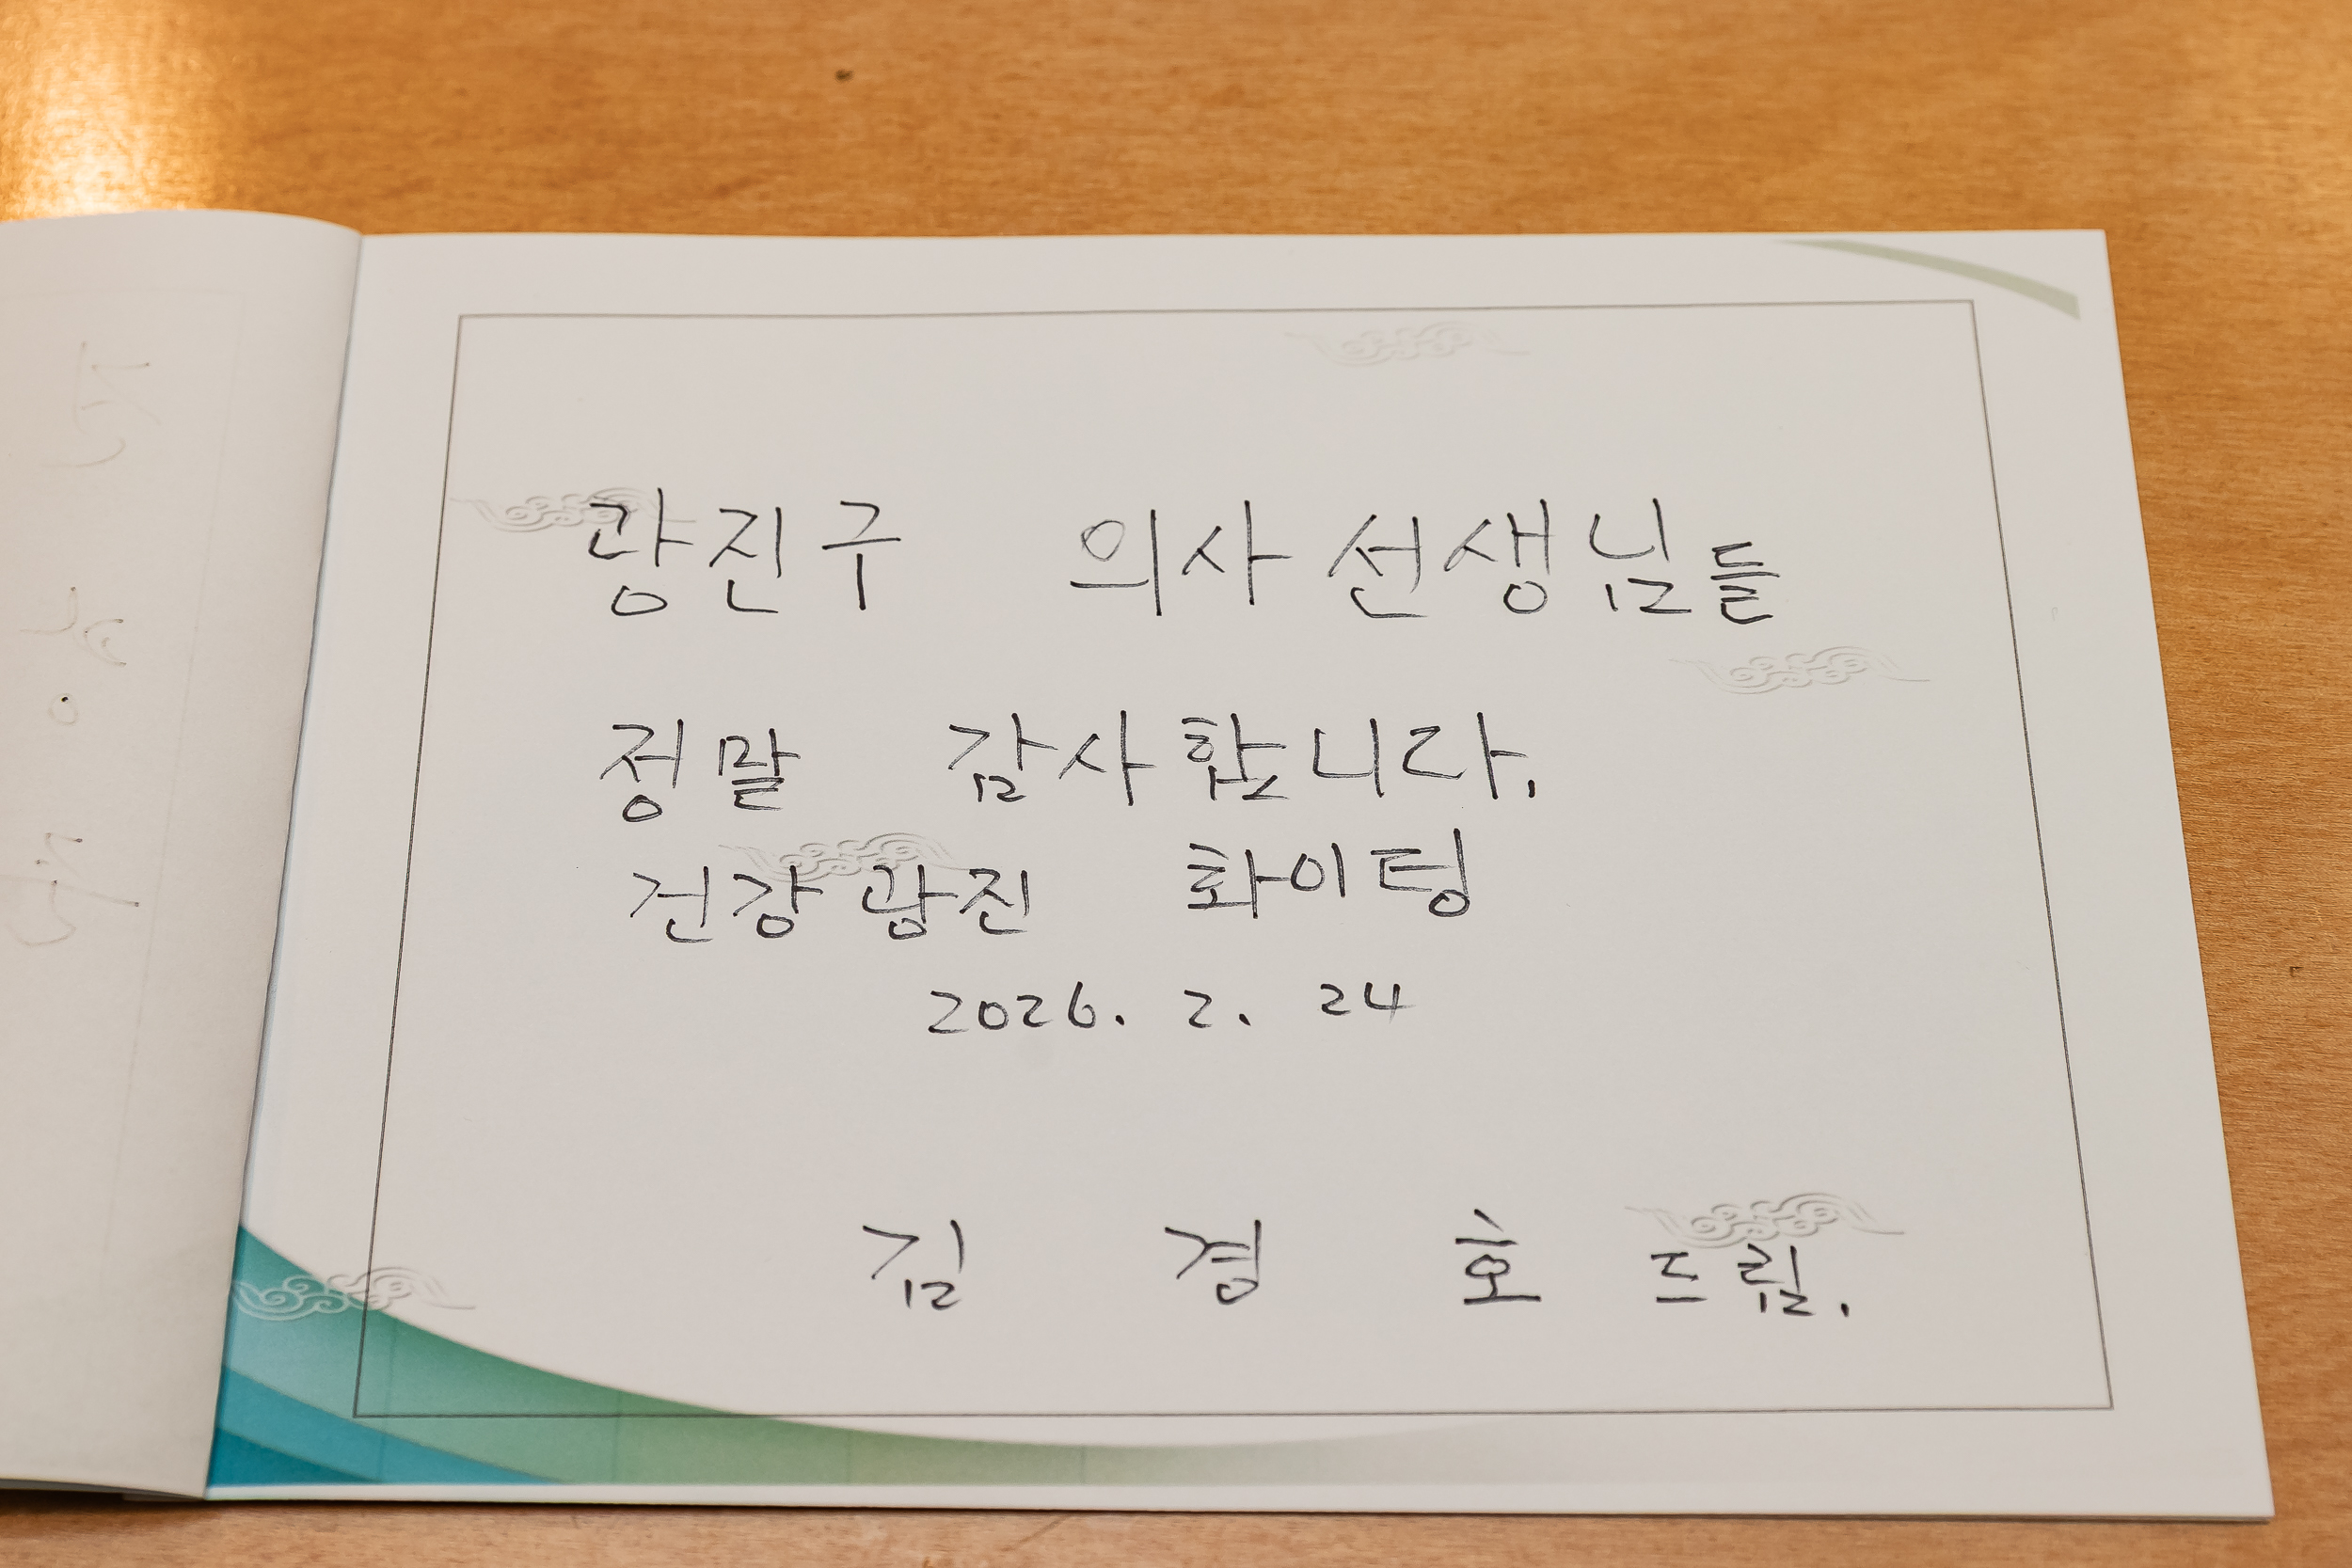 광진구 의사선생님들
정말 감사합니다.
건강광진 화이팅
2026. 2. 24
김 경 호 드림.